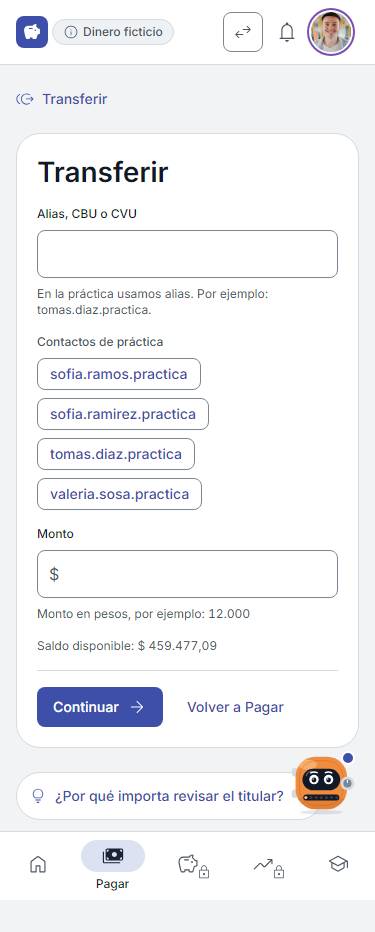 Dinero ficticio
Transferir
Transferir
Alias, CBU o CVU
En la práctica usamos alias. Por ejemplo:
tomas.diaz.practica.
Contactos de práctica
sofia.ramos.practica
sofia.ramirez.practica
tomas.diaz.practica
valeria.sosa.practica
Monto
$
Monto en pesos, por ejemplo: 12.000
Saldo disponible: $ 459.477,09
Continuar
Volver a Pagar
¿Por qué importa revisar el titular?
Pagar